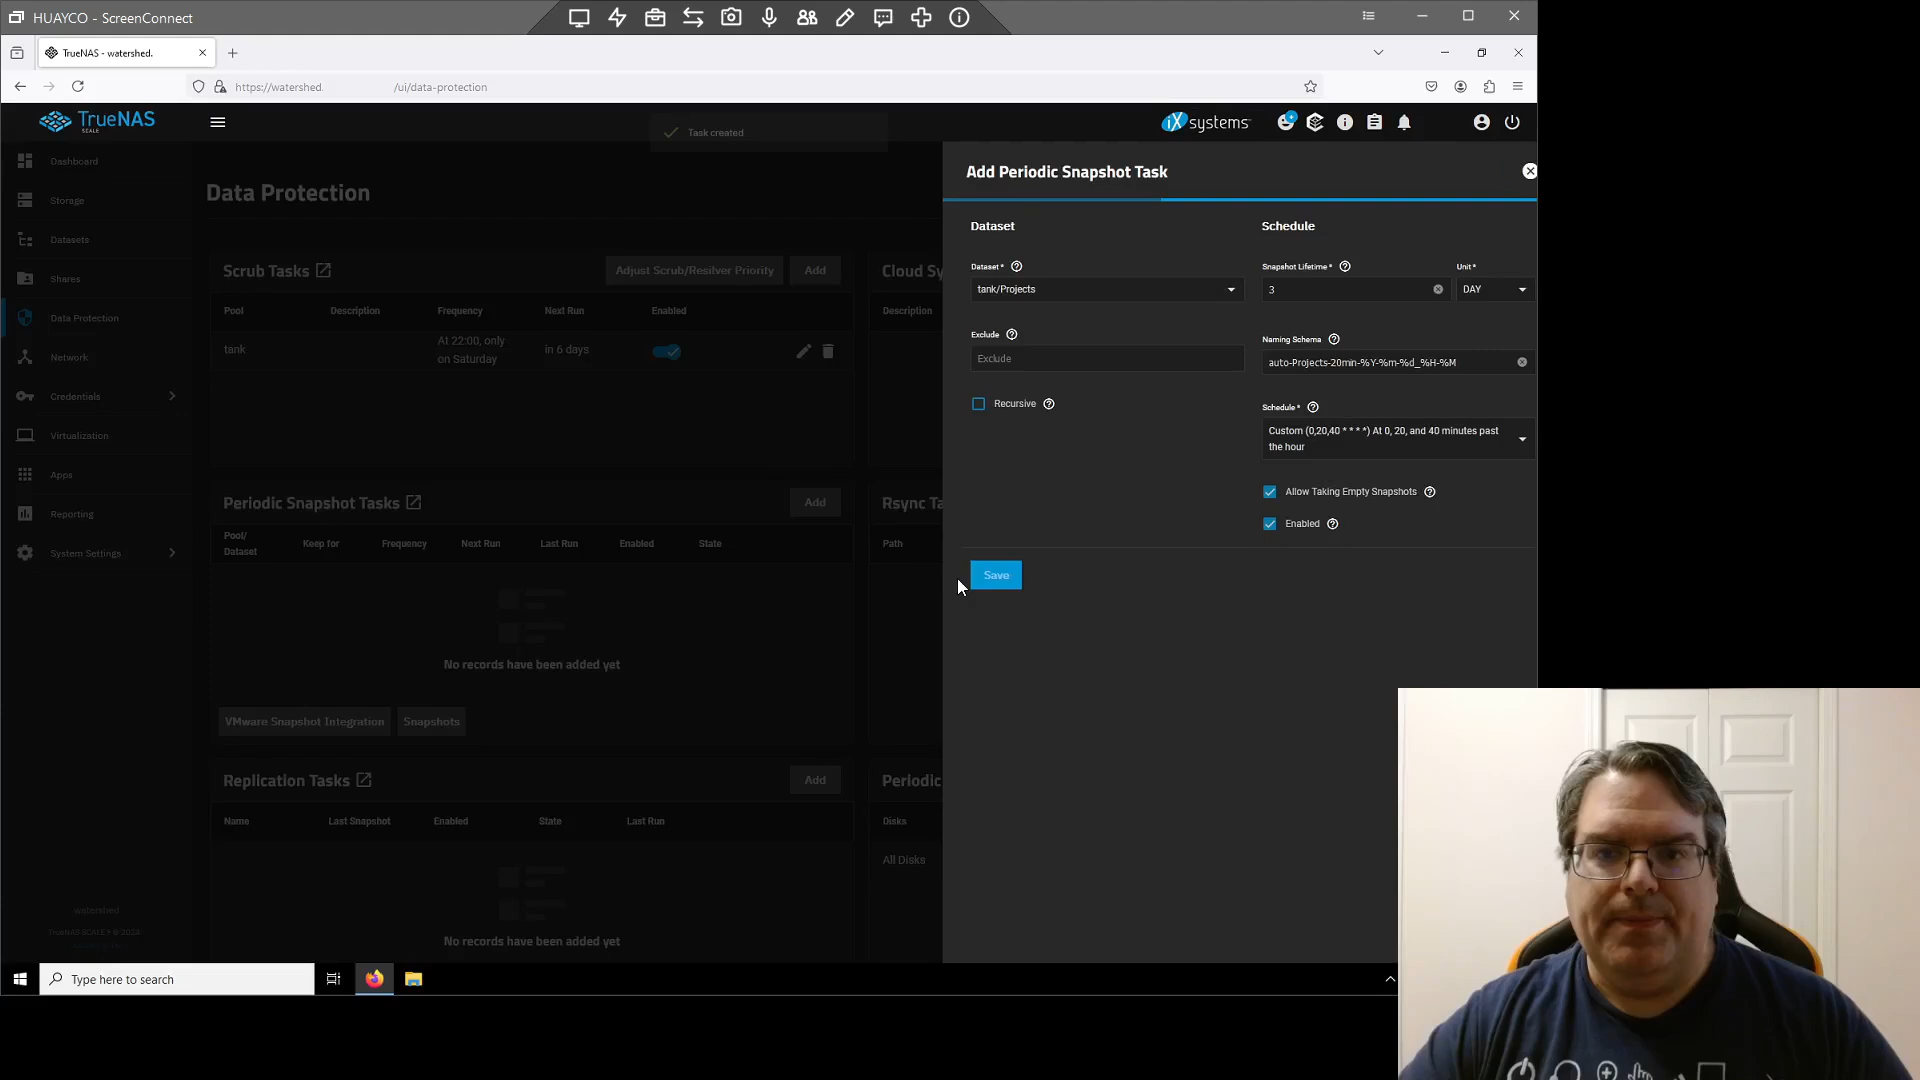 HUAYCO - ScreenConnect
TrueNAS - watershed.
https://watershed. /ui/data-protection
TrueNAS
SCALE
iX systems
Task created
Dashboard
Storage
Datasets
Shares
Data Protection
Network
Credentials
Virtualization
Apps
Reporting
System Settings
watershed
TrueNAS SCALE ® © 2024
Data Protection
Scrub Tasks
Adjust Scrub/Resilver Priority
Add
Pool Description Frequency Next Run Enabled
tank At 22:00, only on Saturday in 6 days
Periodic Snapshot Tasks
Add
Pool/Dataset Keep for Frequency Next Run Last Run Enabled State
No records have been added yet
VMware Snapshot Integration
Snapshots
Replication Tasks
Add
Name Last Snapshot Enabled State Last Run
No records have been added yet
Cloud Sy
Description
Rsync Ta
Path
Periodic
Disks
All Disks
Add Periodic Snapshot Task
Dataset
Dataset *
tank/Projects
Exclude
Exclude
Recursive
Schedule
Snapshot Lifetime * Unit *
3 DAY
Naming Schema
auto-Projects-20min-%Y-%m-%d_%H-%M
Schedule *
Custom (0,20,40 * * * *) At 0, 20, and 40 minutes past
the hour
Allow Taking Empty Snapshots
Enabled
Save
Type here to search